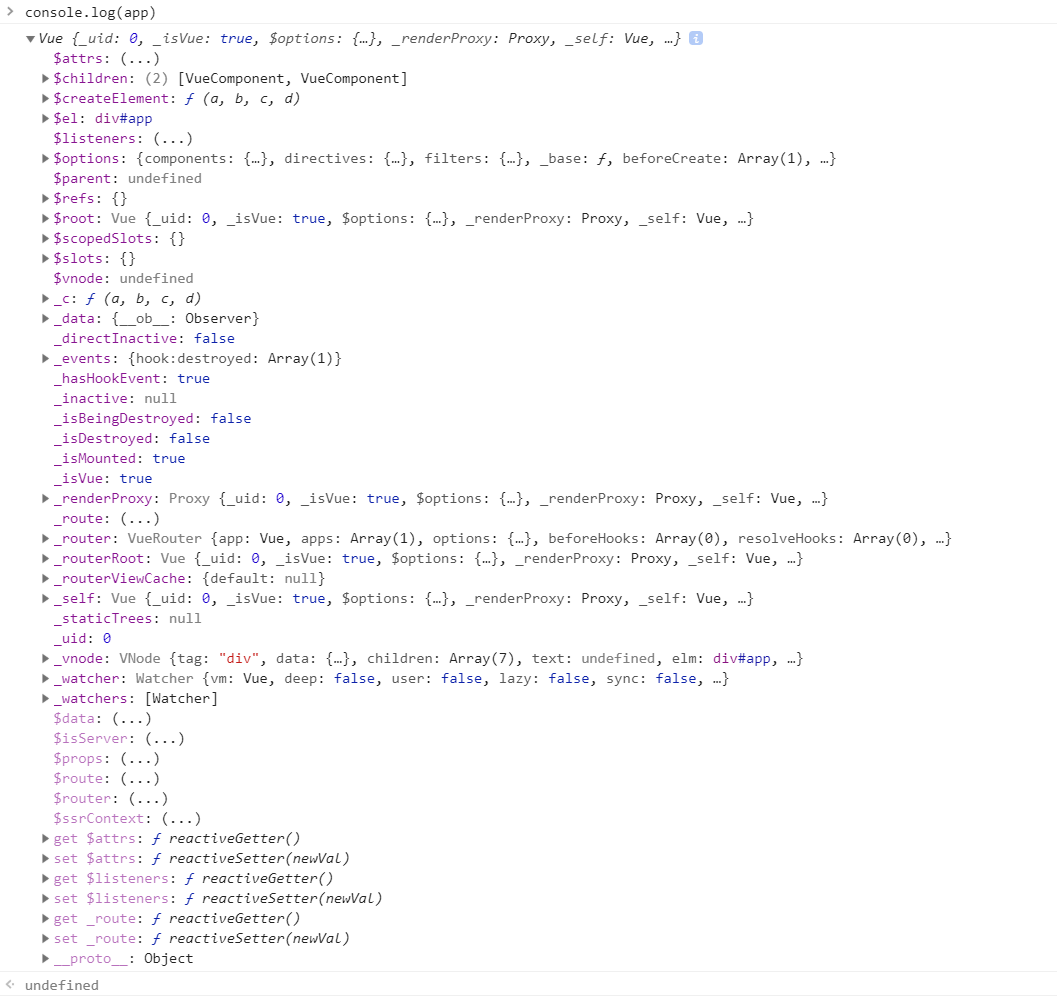 > console.log(app)
▼Vue {_uid: 0, _isVue: true, $options: {…}, _renderProxy: Proxy, _self: Vue, …} i
$attrs: (...)
▶$children: (2) [VueComponent, VueComponent]
▶$createElement: ƒ (a, b, c, d)
▶$el: div#app
$listeners: (...)
▶$options: {components: {…}, directives: {…}, filters: {…}, _base: ƒ, beforeCreate: Array(1), …}
$parent: undefined
▶$refs: {}
▶$root: Vue {_uid: 0, _isVue: true, $options: {…}, _renderProxy: Proxy, _self: Vue, …}
▶$scopedSlots: {}
▶$slots: {}
$vnode: undefined
▶_c: ƒ (a, b, c, d)
▶_data: {__ob__: Observer}
_directInactive: false
▶_events: {hook:destroyed: Array(1)}
_hasHookEvent: true
_inactive: null
_isBeingDestroyed: false
_isDestroyed: false
_isMounted: true
_isVue: true
▶_renderProxy: Proxy {_uid: 0, _isVue: true, $options: {…}, _renderProxy: Proxy, _self: Vue, …}
_route: (...)
▶_router: VueRouter {app: Vue, apps: Array(1), options: {…}, beforeHooks: Array(0), resolveHooks: Array(0), …}
▶_routerRoot: Vue {_uid: 0, _isVue: true, $options: {…}, _renderProxy: Proxy, _self: Vue, …}
▶_routerViewCache: {default: null}
▶_self: Vue {_uid: 0, _isVue: true, $options: {…}, _renderProxy: Proxy, _self: Vue, …}
_staticTrees: null
_uid: 0
▶_vnode: VNode {tag: "div", data: {…}, children: Array(7), text: undefined, elm: div#app, …}
▶_watcher: Watcher {vm: Vue, deep: false, user: false, lazy: false, sync: false, …}
▶_watchers: [Watcher]
$data: (...)
$isServer: (...)
$props: (...)
$route: (...)
$router: (...)
$ssrContext: (...)
▶get $attrs: ƒ reactiveGetter()
▶set $attrs: ƒ reactiveSetter(newVal)
▶get $listeners: ƒ reactiveGetter()
▶set $listeners: ƒ reactiveSetter(newVal)
▶get _route: ƒ reactiveGetter()
▶set _route: ƒ reactiveSetter(newVal)
▶__proto__: Object
undefined